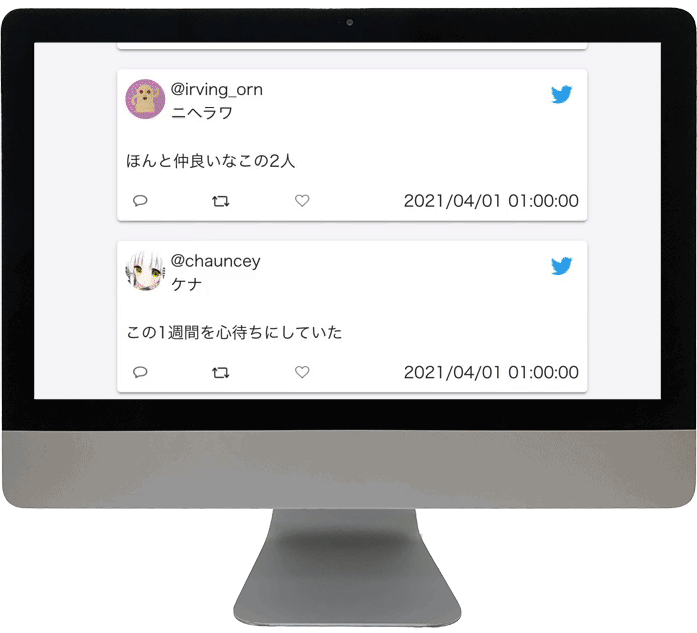 @irving_orn
ニヘラワ
ほんと仲良いなこの2人
2021/04/01 01:00:00
@chauncey
ケナ
この1週間を心待ちにしていた
2021/04/01 01:00:00